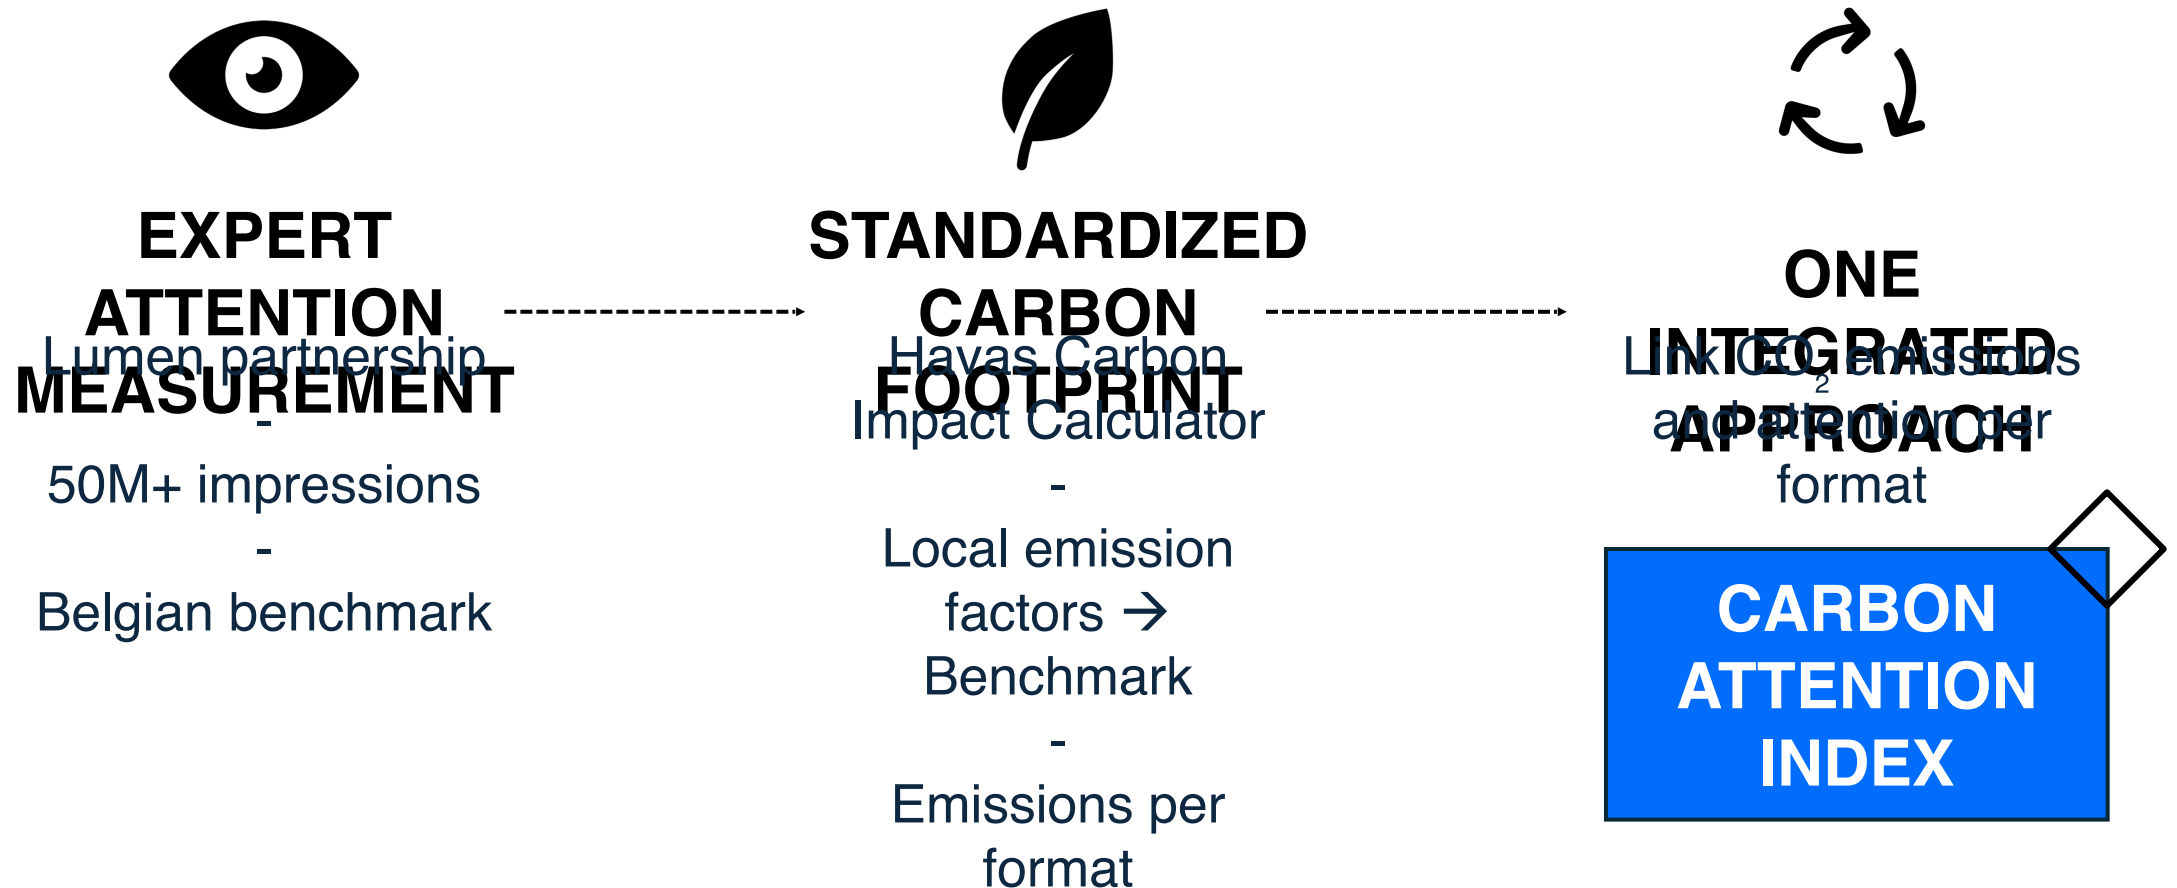 EXPERT
ATTENTION
MEASUREMENT
Lumen partnership
-
50M+ impressions
-
Belgian benchmark
STANDARDIZED
CARBON
FOOTPRINT
Havas Carbon
Impact Calculator
-
Local emission
factors →
Benchmark
-
Emissions per
format
ONE
INTEGRATED
APPROACH
Link CO₂ emissions
and attention per
format
CARBON
ATTENTION
INDEX